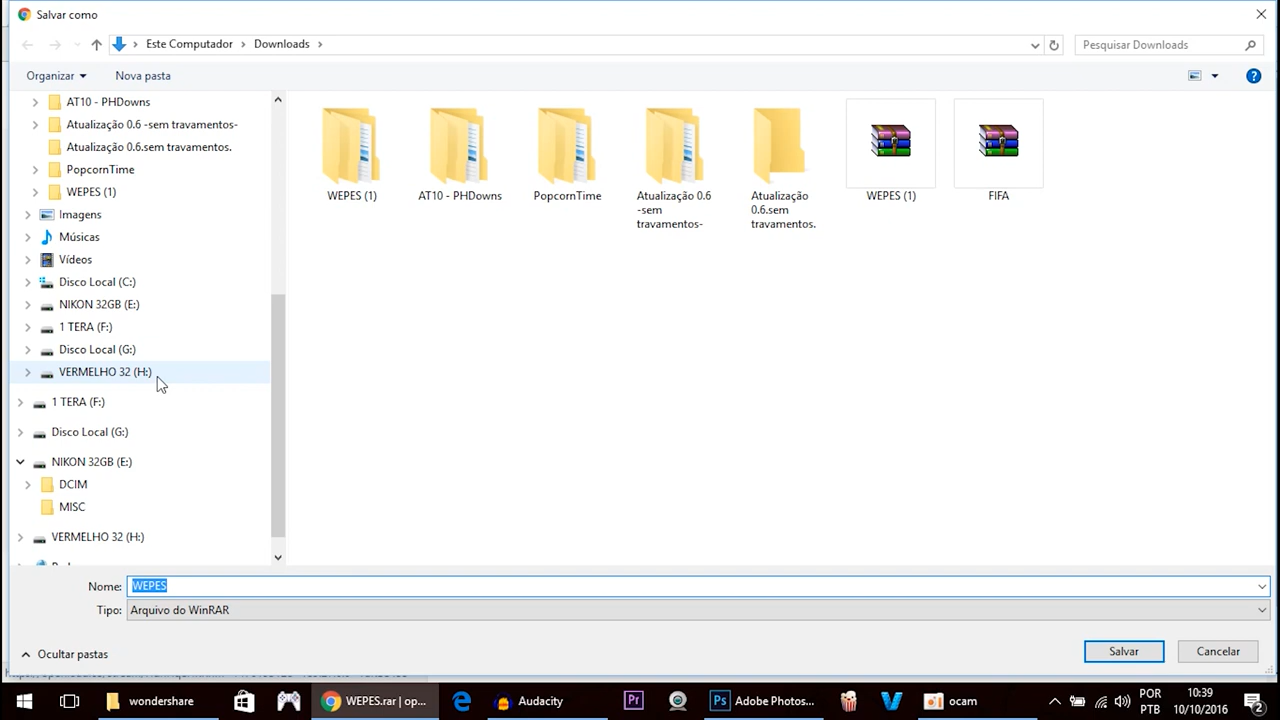 Salvar como
Este Computador
Downloads
Pesquisar Downloads
Organizar
Nova pasta
AT10 - PHDowns
Atualização 0.6 -sem travamentos-
Atualização 0.6.sem travamentos.
PopcornTime
WEPES (1)
Imagens
Músicas
Vídeos
Disco Local (C:)
NIKON 32GB (E:)
1 TERA (F:)
Disco Local (G:)
VERMELHO 32 (H:)
1 TERA (F:)
Disco Local (G:)
NIKON 32GB (E:)
DCIM
MISC
VERMELHO 32 (H:)
WEPES (1)
AT10 - PHDowns
PopcornTime
Atualização 0.6
-sem
travamentos-
Atualização
0.6.sem
travamentos.
WEPES (1)
FIFA
Nome:
WEPES
Tipo:
Arquivo do WinRAR
Ocultar pastas
Salvar
Cancelar
wondershare
WEPES.rar | op...
Audacity
Adobe Photos...
ocam
POR
PTB
10:39
10/10/2016
2